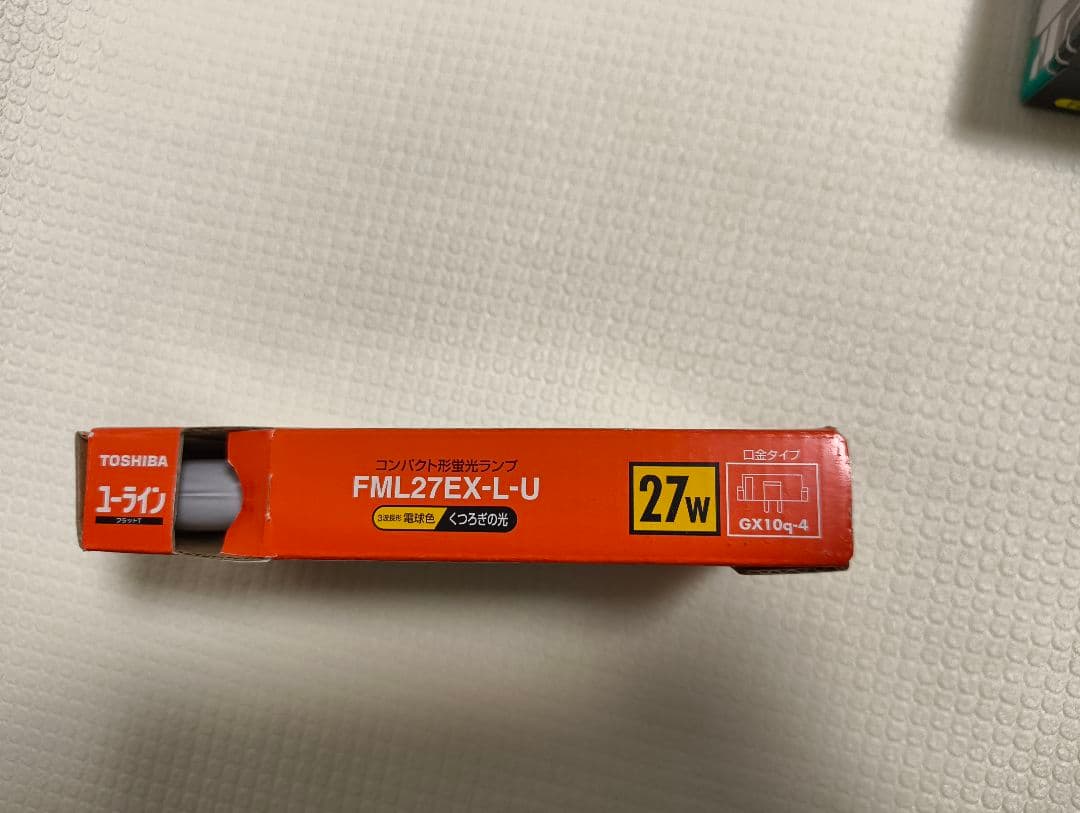 TOSHIBA
ユーライン
フラットT
コンパクト形蛍光ランプ
FML27EX-L-U
3波長形 電球色 くつろぎの光
27W
口金タイプ
GX10q-4